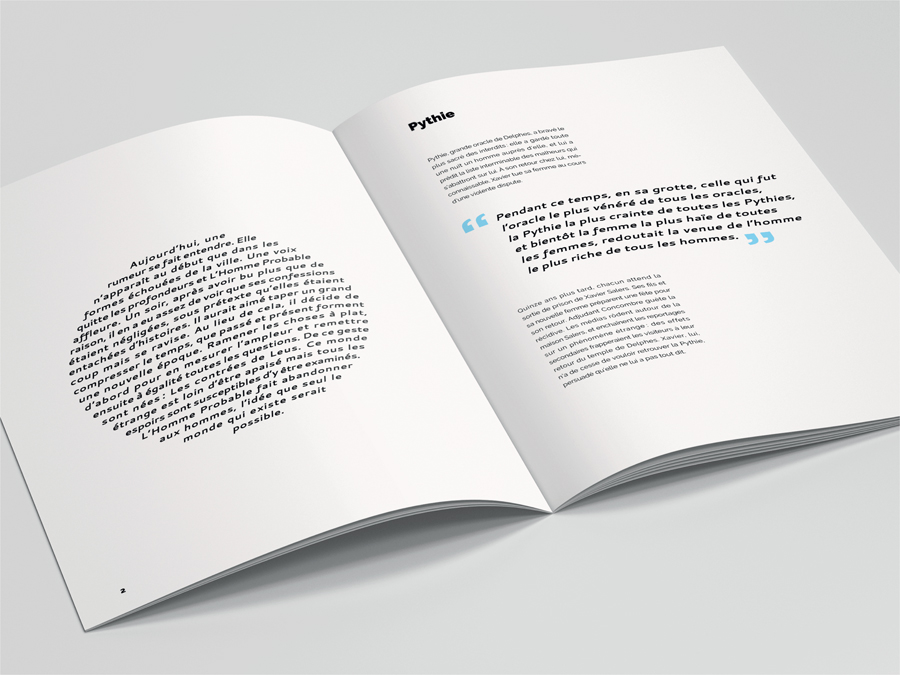 Aujourd'hui, une
rumeur se fait entendre. Elle
n'apparaît au début que dans les
formes échouées de la ville. Une voix
quitte les profondeurs et L'Homme Probable
affleure. Un soir, après avoir bu plus que de
raison, il en a eu assez de voir que ses confessions
étaient négligées, sous prétexte qu'elles étaient
entachées d'histoires. Il aurait aimé taper un grand
coup mais se ravise. Au lieu de cela, il décide de
compresser le temps, que passé et présent forment
une nouvelle époque. Ramener les choses à plat,
d'abord pour en mesurer l'ampleur et remettre
ensuite à égalité toutes les questions. De ce geste
sont nées : Les contrées de Leus. Ce monde
étrange est loin d'être apaisé mais tous les
espoirs sont susceptibles d'y être examinés.
L'Homme Probable fait abandonner
aux hommes, l'idée que seul le
monde qui existe serait
possible.
2
Pythie
Pythie, grande oracle de Delphes, a bravé le
plus sacré des interdits: elle a gardé toute
une nuit un homme auprès d'elle, et lui a
prédit la liste interminable des malheurs qui
s'abattront sur lui. À son retour chez lui, mé-
connaissable, Xavier tue sa femme au cours
d'une violente dispute.
“ Pendant ce temps, en sa grotte, celle qui fut
l'oracle le plus vénéré de tous les oracles,
la Pythie la plus crainte de toutes les Pythies,
et bientôt la femme la plus haïe de toutes
les femmes, redoutait la venue de l'homme
le plus riche de tous les hommes. ”
Quinze ans plus tard, chacun attend la
sortie de prison de Xavier Salers. Ses fils et
sa nouvelle femme préparent une fête pour
son retour. Adjudant Concombre guette la
récidive. Les médias rôdent autour de la
maison Salers, et enchaînent les reportages
sur un phénomène étrange : des effets
secondaires frapperaient les visiteurs à leur
retour du temple de Delphes. Xavier, lui,
n'a de cesse de vouloir retrouver la Pythie,
persuadé qu'elle ne lui a pas tout dit.